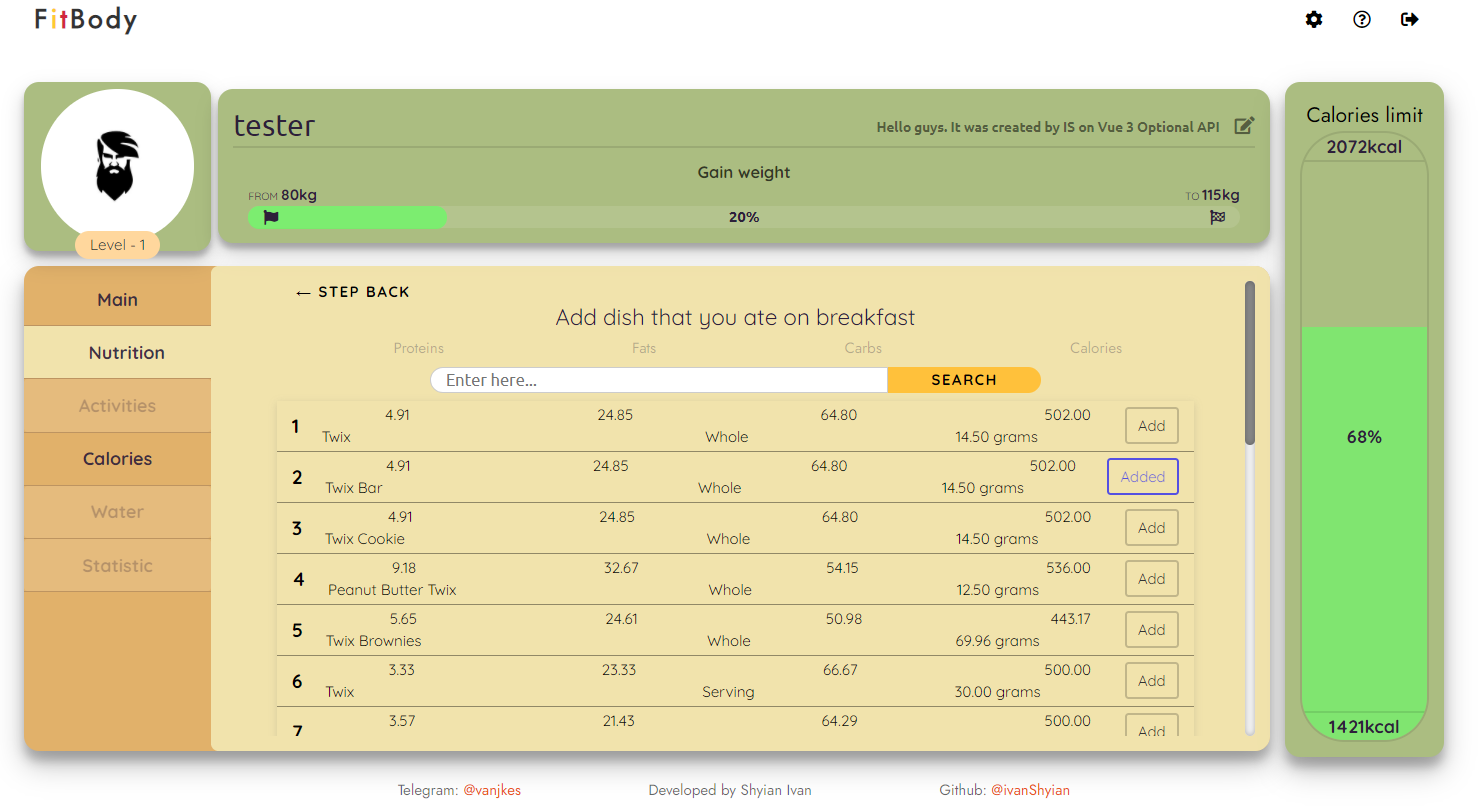 FitBody
tester
Hello guys. It was created by IS on Vue 3 Optional API
Gain weight
FROM 80kg
TO 115kg
20%
Level - 1
Calories limit
2072kcal
68%
1421kcal
Main
Nutrition
Activities
Calories
Water
Statistic
← STEP BACK
Add dish that you ate on breakfast
Proteins Fats Carbs Calories
Enter here... SEARCH
1 4.91 24.85 64.80 502.00 Add
Twix Whole 14.50 grams
2 4.91 24.85 64.80 502.00 Added
Twix Bar Whole 14.50 grams
3 4.91 24.85 64.80 502.00 Add
Twix Cookie Whole 14.50 grams
4 9.18 32.67 54.15 536.00 Add
Peanut Butter Twix Whole 12.50 grams
5 5.65 24.61 50.98 443.17 Add
Twix Brownies Whole 69.96 grams
6 3.33 23.33 66.67 500.00 Add
Twix Serving 30.00 grams
7 3.57 21.43 64.29 500.00 Add
Telegram: @vanjkes Developed by Shyian Ivan Github: @ivanShyian